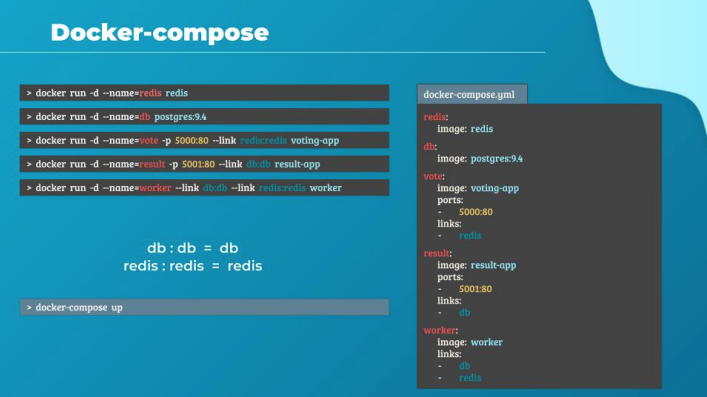 Docker-compose
> docker run -d --name=redis redis
> docker run -d --name=db postgres:9.4
> docker run -d --name=vote -p 5000:80 --link redis:redis voting-app
> docker run -d --name=result -p 5001:80 --link db:db result-app
> docker run -d --name=worker --link db:db --link redis:redis worker
db : db = db
redis : redis = redis
> docker-compose up
docker-compose.yml
redis:
image: redis
db:
image: postgres:9.4
vote:
image: voting-app
ports:
- 5000:80
links:
- redis
result:
image: result-app
ports:
- 5001:80
links:
- db
worker:
image: worker
links:
- db
- redis